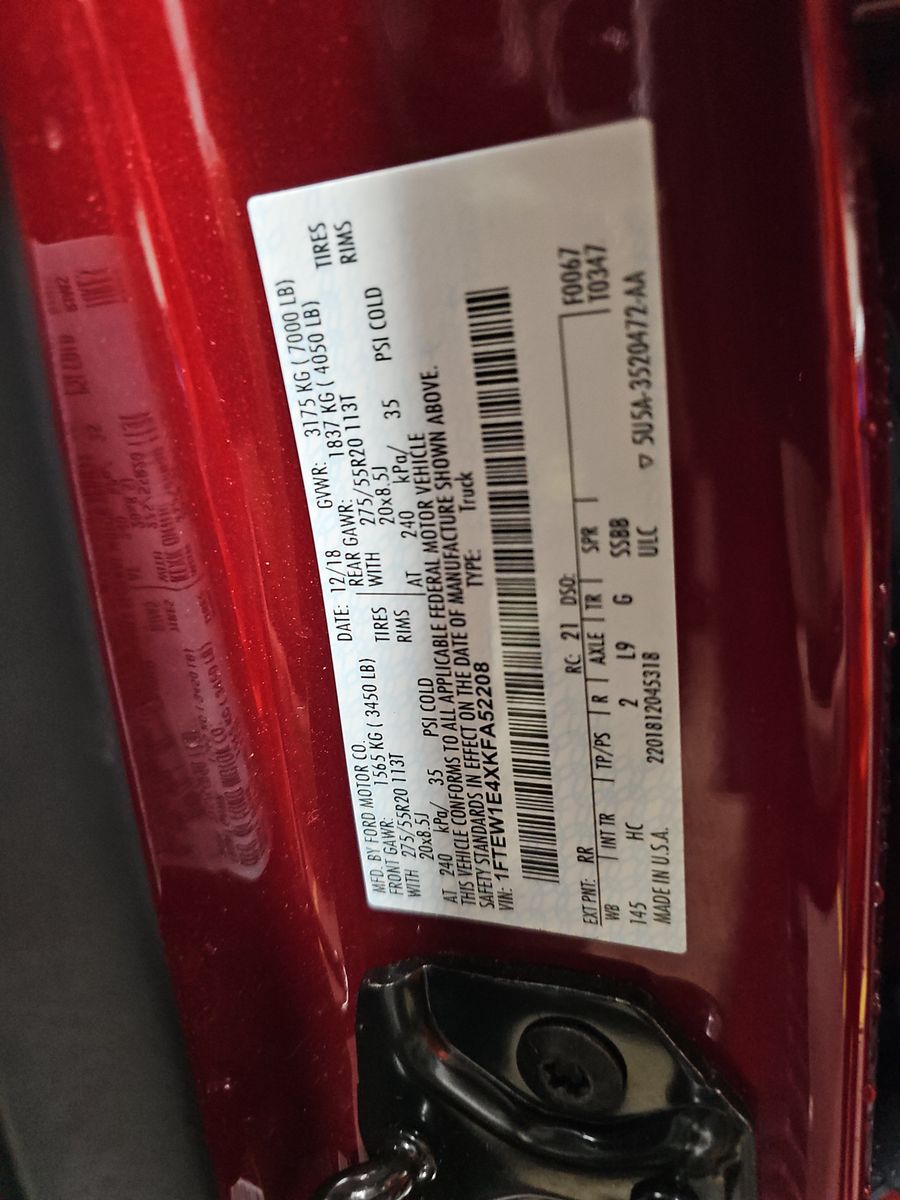 MFD. BY FORD MOTOR CO.
DATE: 12/18 GVWR: 3175 KG ( 7000 LB)
FRONT GAWR: 1565 KG ( 3450 LB) REAR GAWR: 1837 KG ( 4050 LB)
WITH 275/55R20 113T TIRES WITH 275/55R20 113T TIRES
20x8.5J RIMS 20x8.5J RIMS
AT 240 kPa/ 35 PSI COLD AT 240 kPa/ 35 PSI COLD
THIS VEHICLE CONFORMS TO ALL APPLICABLE FEDERAL MOTOR VEHICLE
SAFETY STANDARDS IN EFFECT ON THE DATE OF MANUFACTURE SHOWN ABOVE.
VIN: 1FTEW1E4XKFA52208 TYPE: Truck
EXT PNT: RR RC: 21 DSO: F0067
WB INT TR TP/PS R AXLE TR SPR T0347
145 HC 2 L9 G SSBB
MADE IN U.S.A. 2201812045318 ULC ▽ 5U5A-3520472-AA